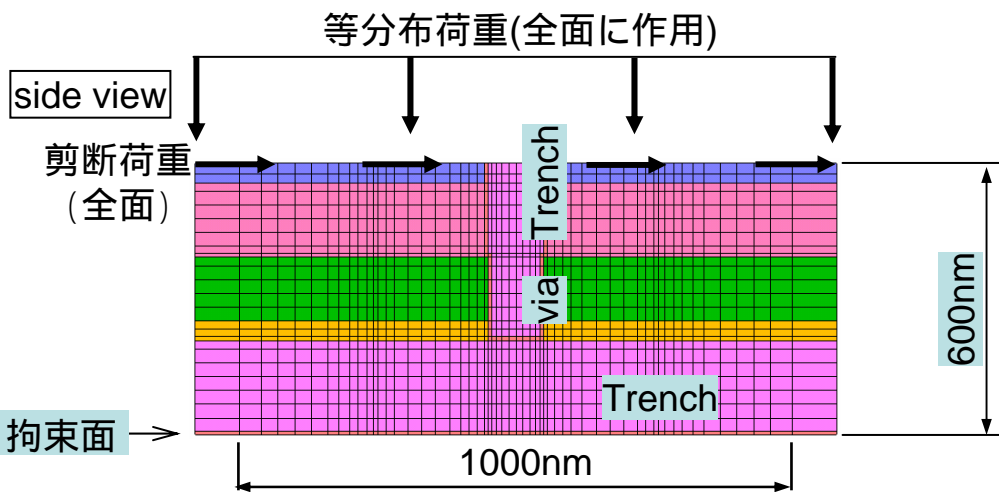 等分布荷重(全面に作用)
side view
剪断荷重
(全面)
Trench
via
600nm
Trench
拘束面
1000nm